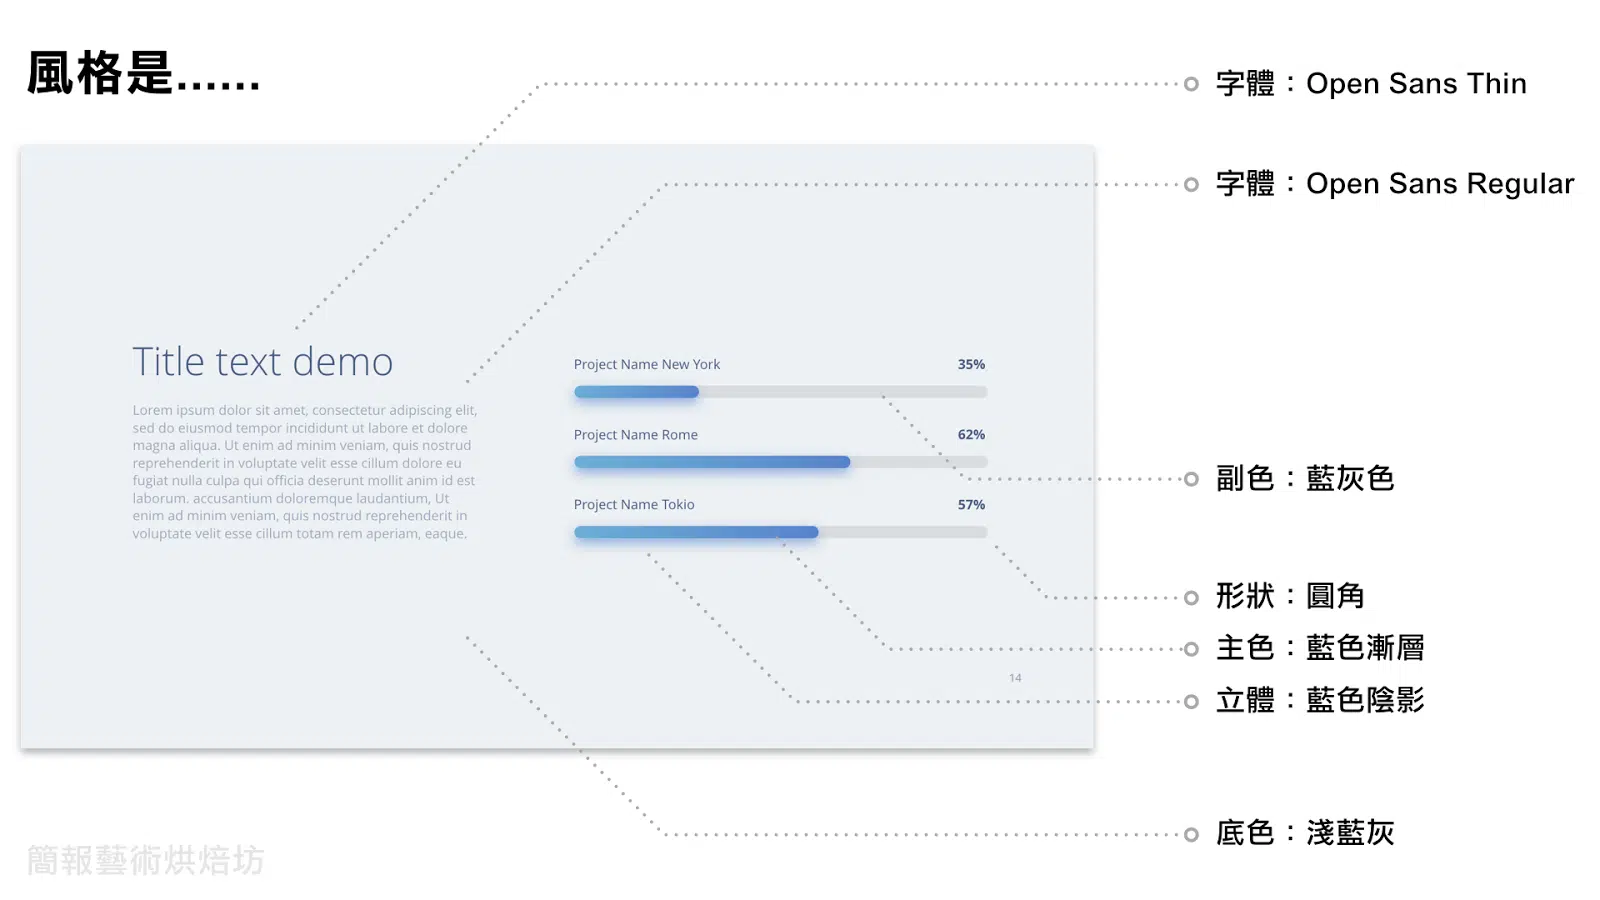 風格是......
字體：Open Sans Thin
字體：Open Sans Regular
Title text demo
Lorem ipsum dolor sit amet, consectetur adipiscing elit,
sed do eiusmod tempor incididunt ut labore et dolore
magna aliqua. Ut enim ad minim veniam, quis nostrud
reprehenderit in voluptate velit esse cillum dolore eu
fugiat nulla culpa qui officia deserunt mollit anim id est
laborum. accusantium doloremque laudantium, Ut
enim ad minim veniam, quis nostrud reprehenderit in
voluptate velit esse cillum totam rem aperiam, eaque.
Project Name New York 35%
Project Name Rome 62%
Project Name Tokio 57%
14
副色：藍灰色
形狀：圓角
主色：藍色漸層
立體：藍色陰影
底色：淺藍灰
簡報藝術烘焙坊